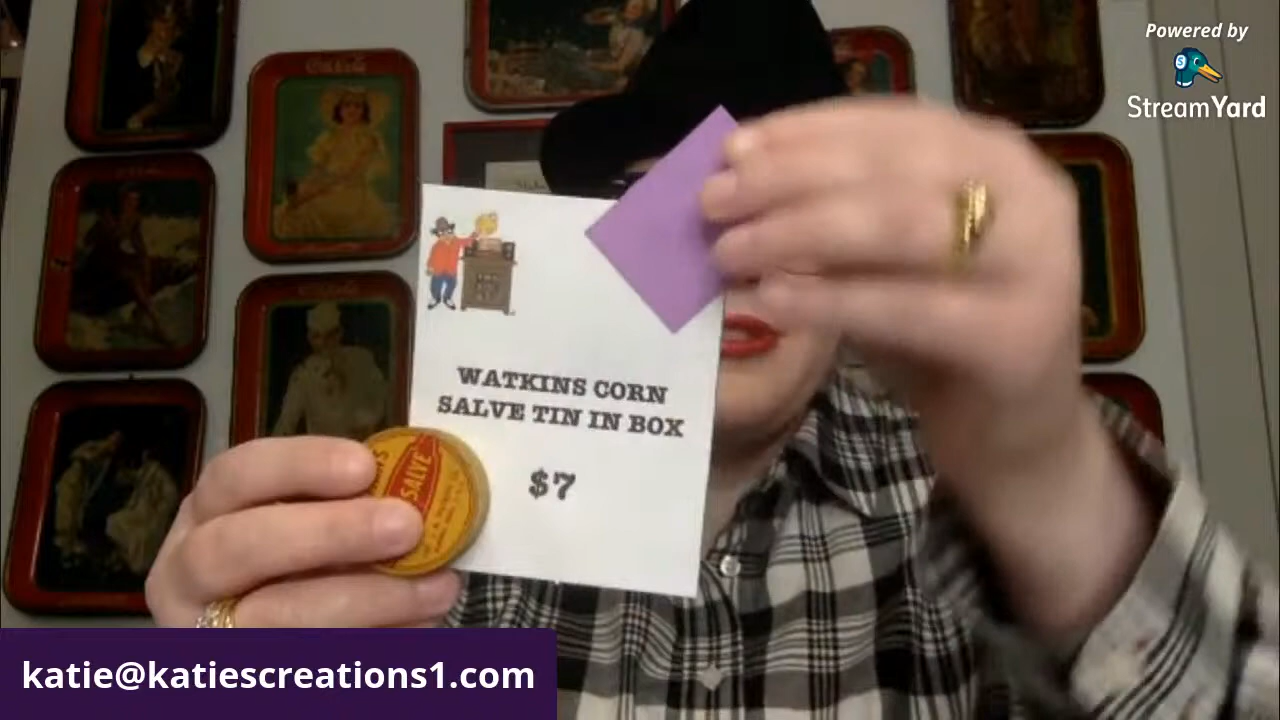 Powered by
StreamYard
WATKINS CORN
SALVE TIN IN BOX
$7
SALVE
katie@katiescreations1.com